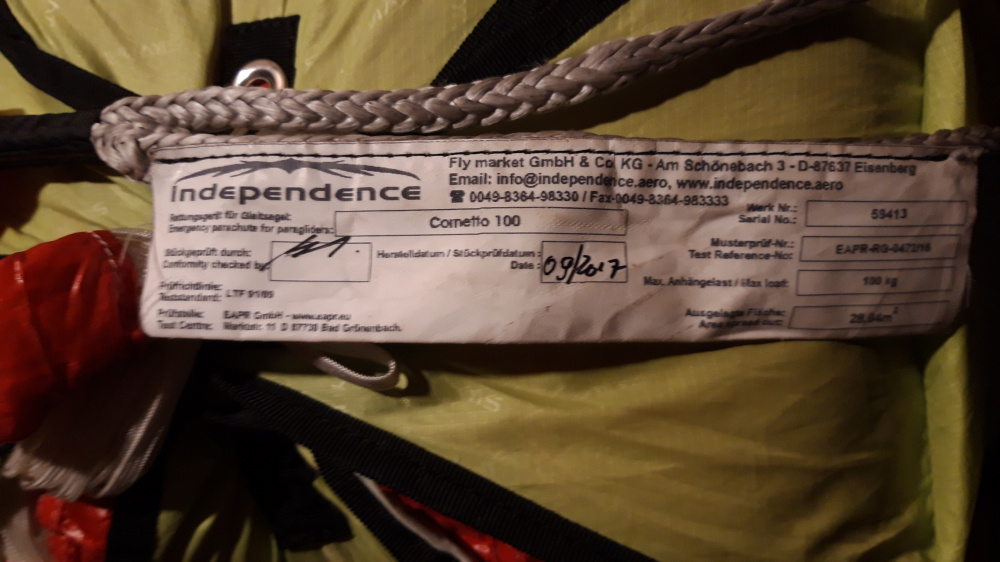 independence
Fly market GmbH & Co KG - Am Schönebach 3 - D-87637 Eisenberg
Email: info@independence.aero, www.independence.aero
☎ 0049-8364-98330 / Fax-0049-8364-983333
Rettungsgerät für Gleitsegel:
Emergency parachute for paragliders:
Cometto 100
Werk Nr.:
Serial No.:
59413
Stückgeprüft durch:
Conformity checked by:
Herstelldatum / Stückprüfdatum:
Date:
09/2017
Musterprüf-Nr.:
Test Reference-No:
EAPR-RG-0472/16
Max. Anhängelast / Max load:
100 kg
Prüfrichtlinie:
Teststandard:
LTF 91/09
Prüfstelle:
Test Centre:
EAPR GmbH - www.eapr.eu
Marktstr. 11 D 87730 Bad Grönenbach
Ausgelegte Fläche:
Area spread out: